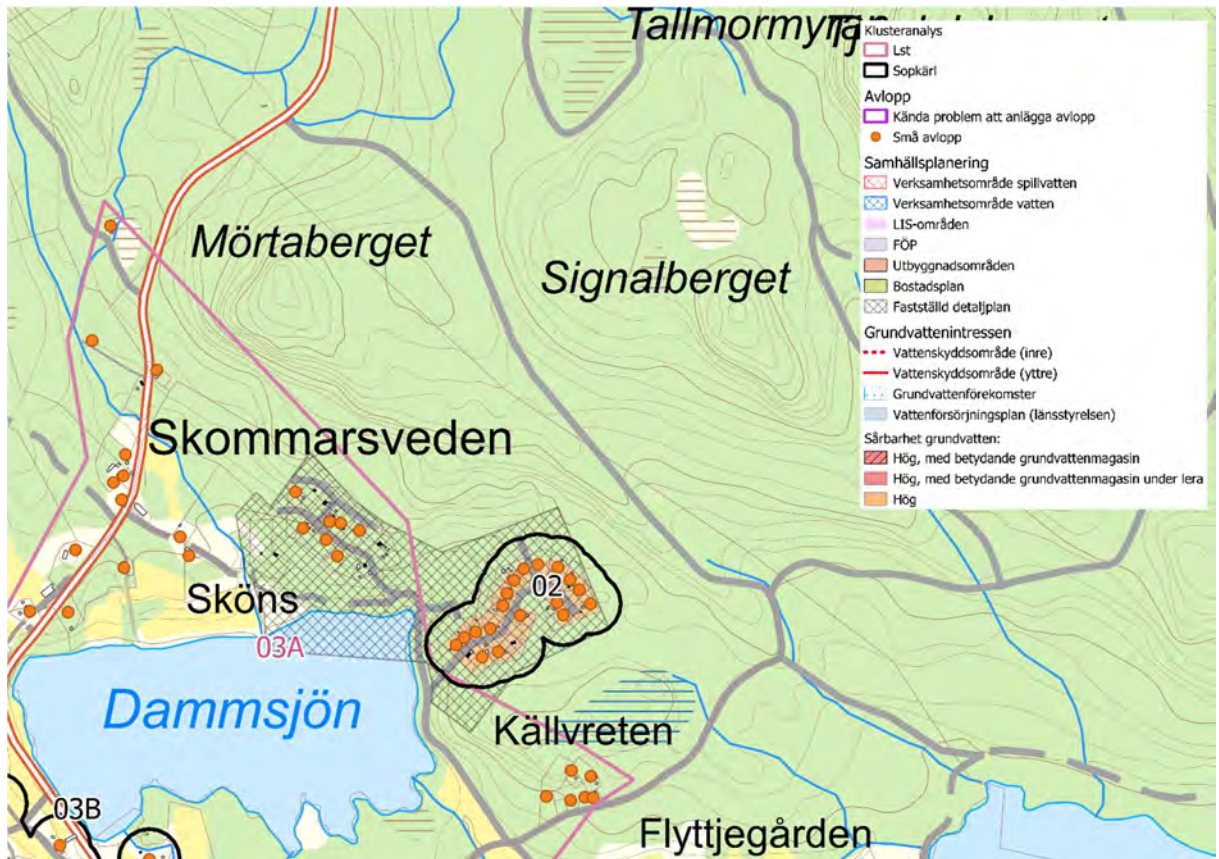 Tallmormyran
Klusteranalys
Lst
Sopkärl
Avlopp
Kända problem att anlägga avlopp
Små avlopp
Samhällsplanering
Verksamhetsområde spillvatten
Verksamhetsområde vatten
LIS-områden
FÖP
Utbyggnadsområden
Bostadsplan
Fastställd detaljplan
Grundvattenintressen
Vattenskyddsområde (inre)
Vattenskyddsområde (yttre)
Grundvattenförekomster
Vattenförsörjningsplan (länsstyrelsen)
Sårbarhet grundvatten:
Hög, med betydande grundvattenmagasin
Hög, med betydande grundvattenmagasin under lera
Hög
Mörtaberget
Signalberget
Skommarsveden
02
Sköns
03A
Dammsjön
Källvreten
03B
Flyttjegården